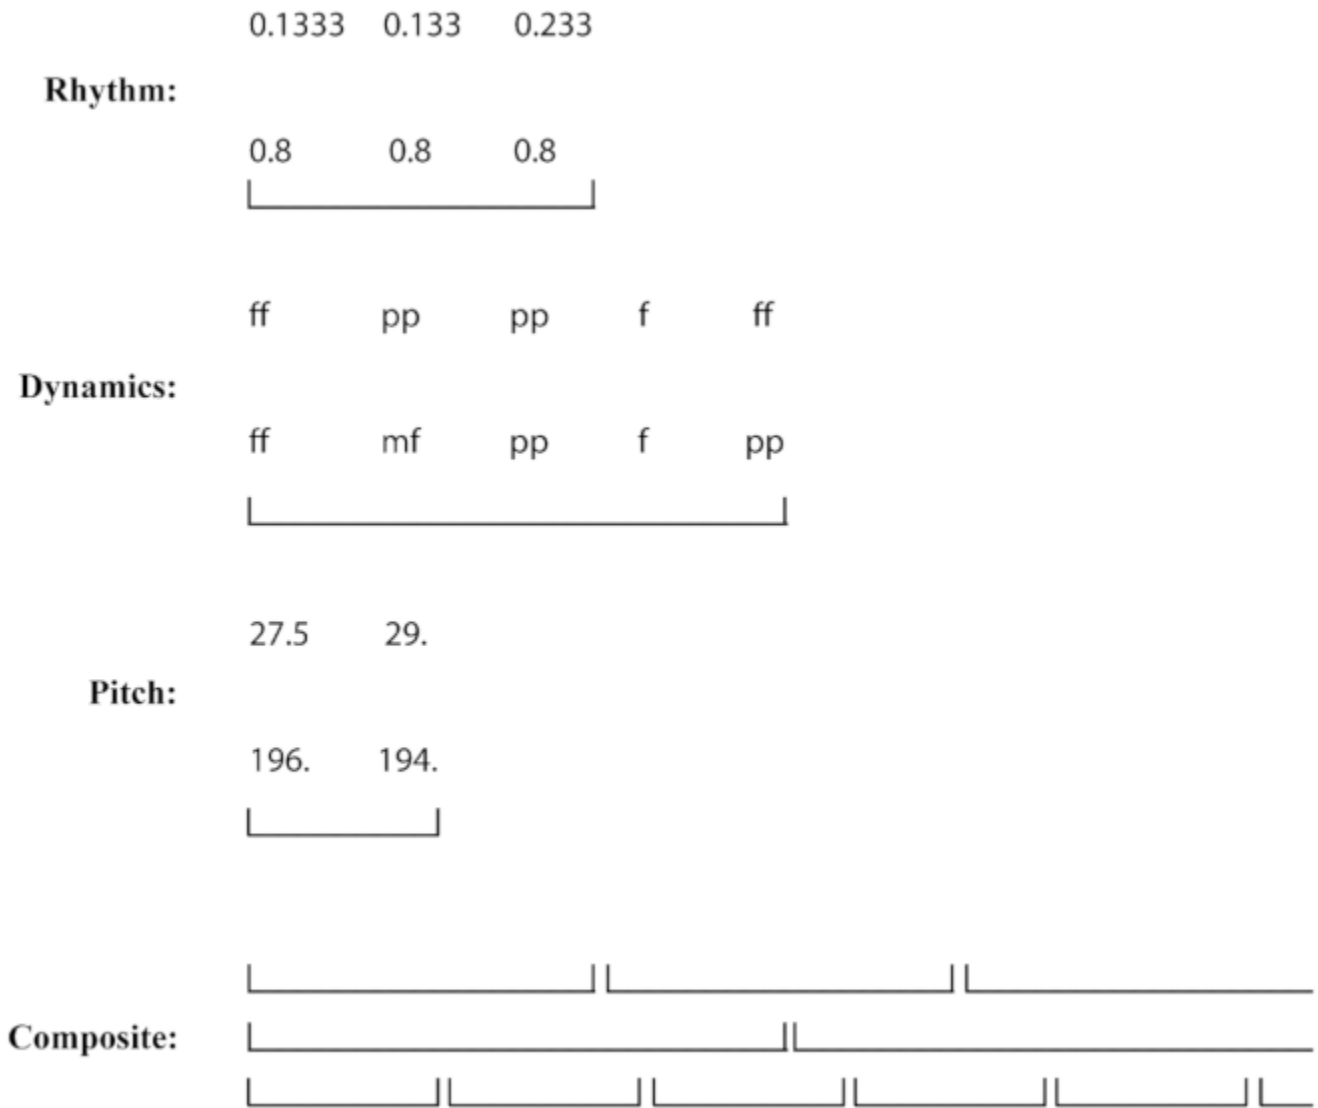 0.1333 0.133 0.233
Rhythm:
0.8 0.8 0.8
ff pp pp f ff
Dynamics:
ff mf pp f pp
27.5 29.
Pitch:
196. 194.
Composite: